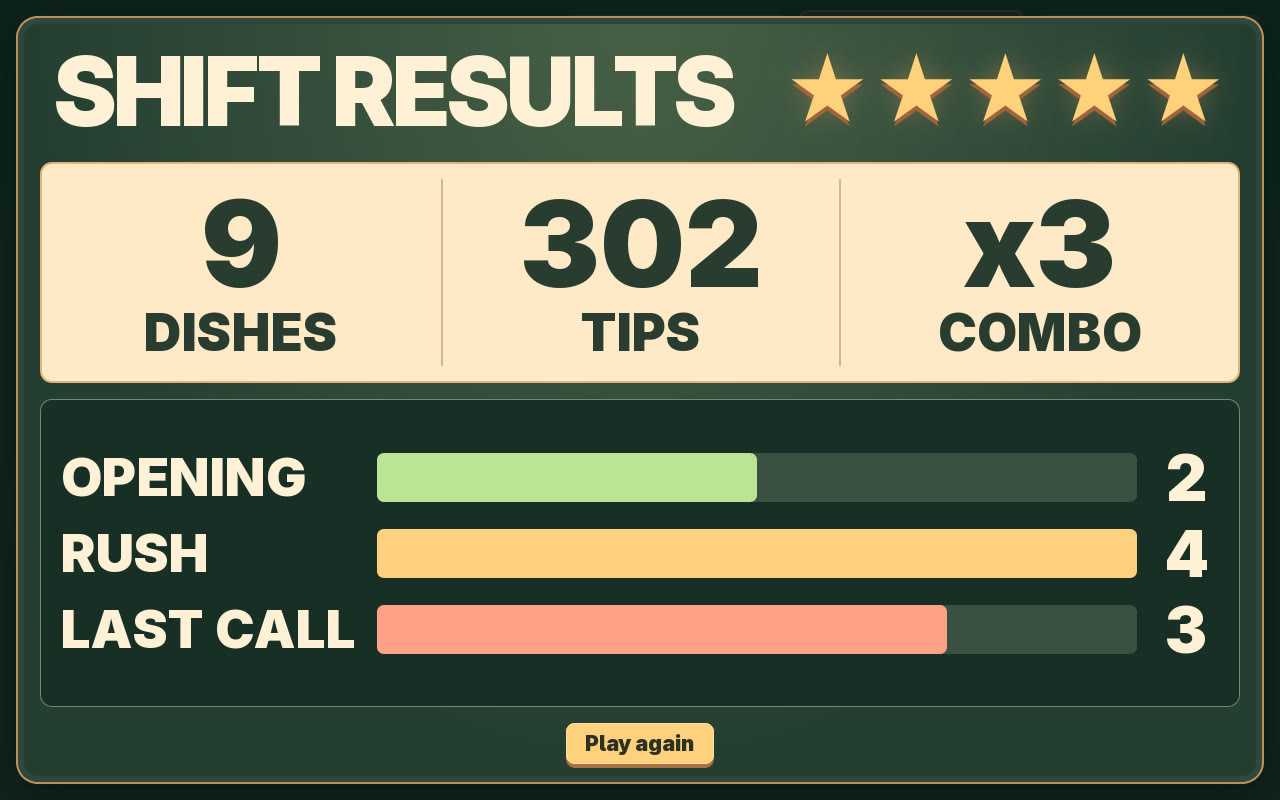 SHIFT RESULTS
9
DISHES
302
TIPS
x3
COMBO
OPENING 2
RUSH 4
LAST CALL 3
Play again